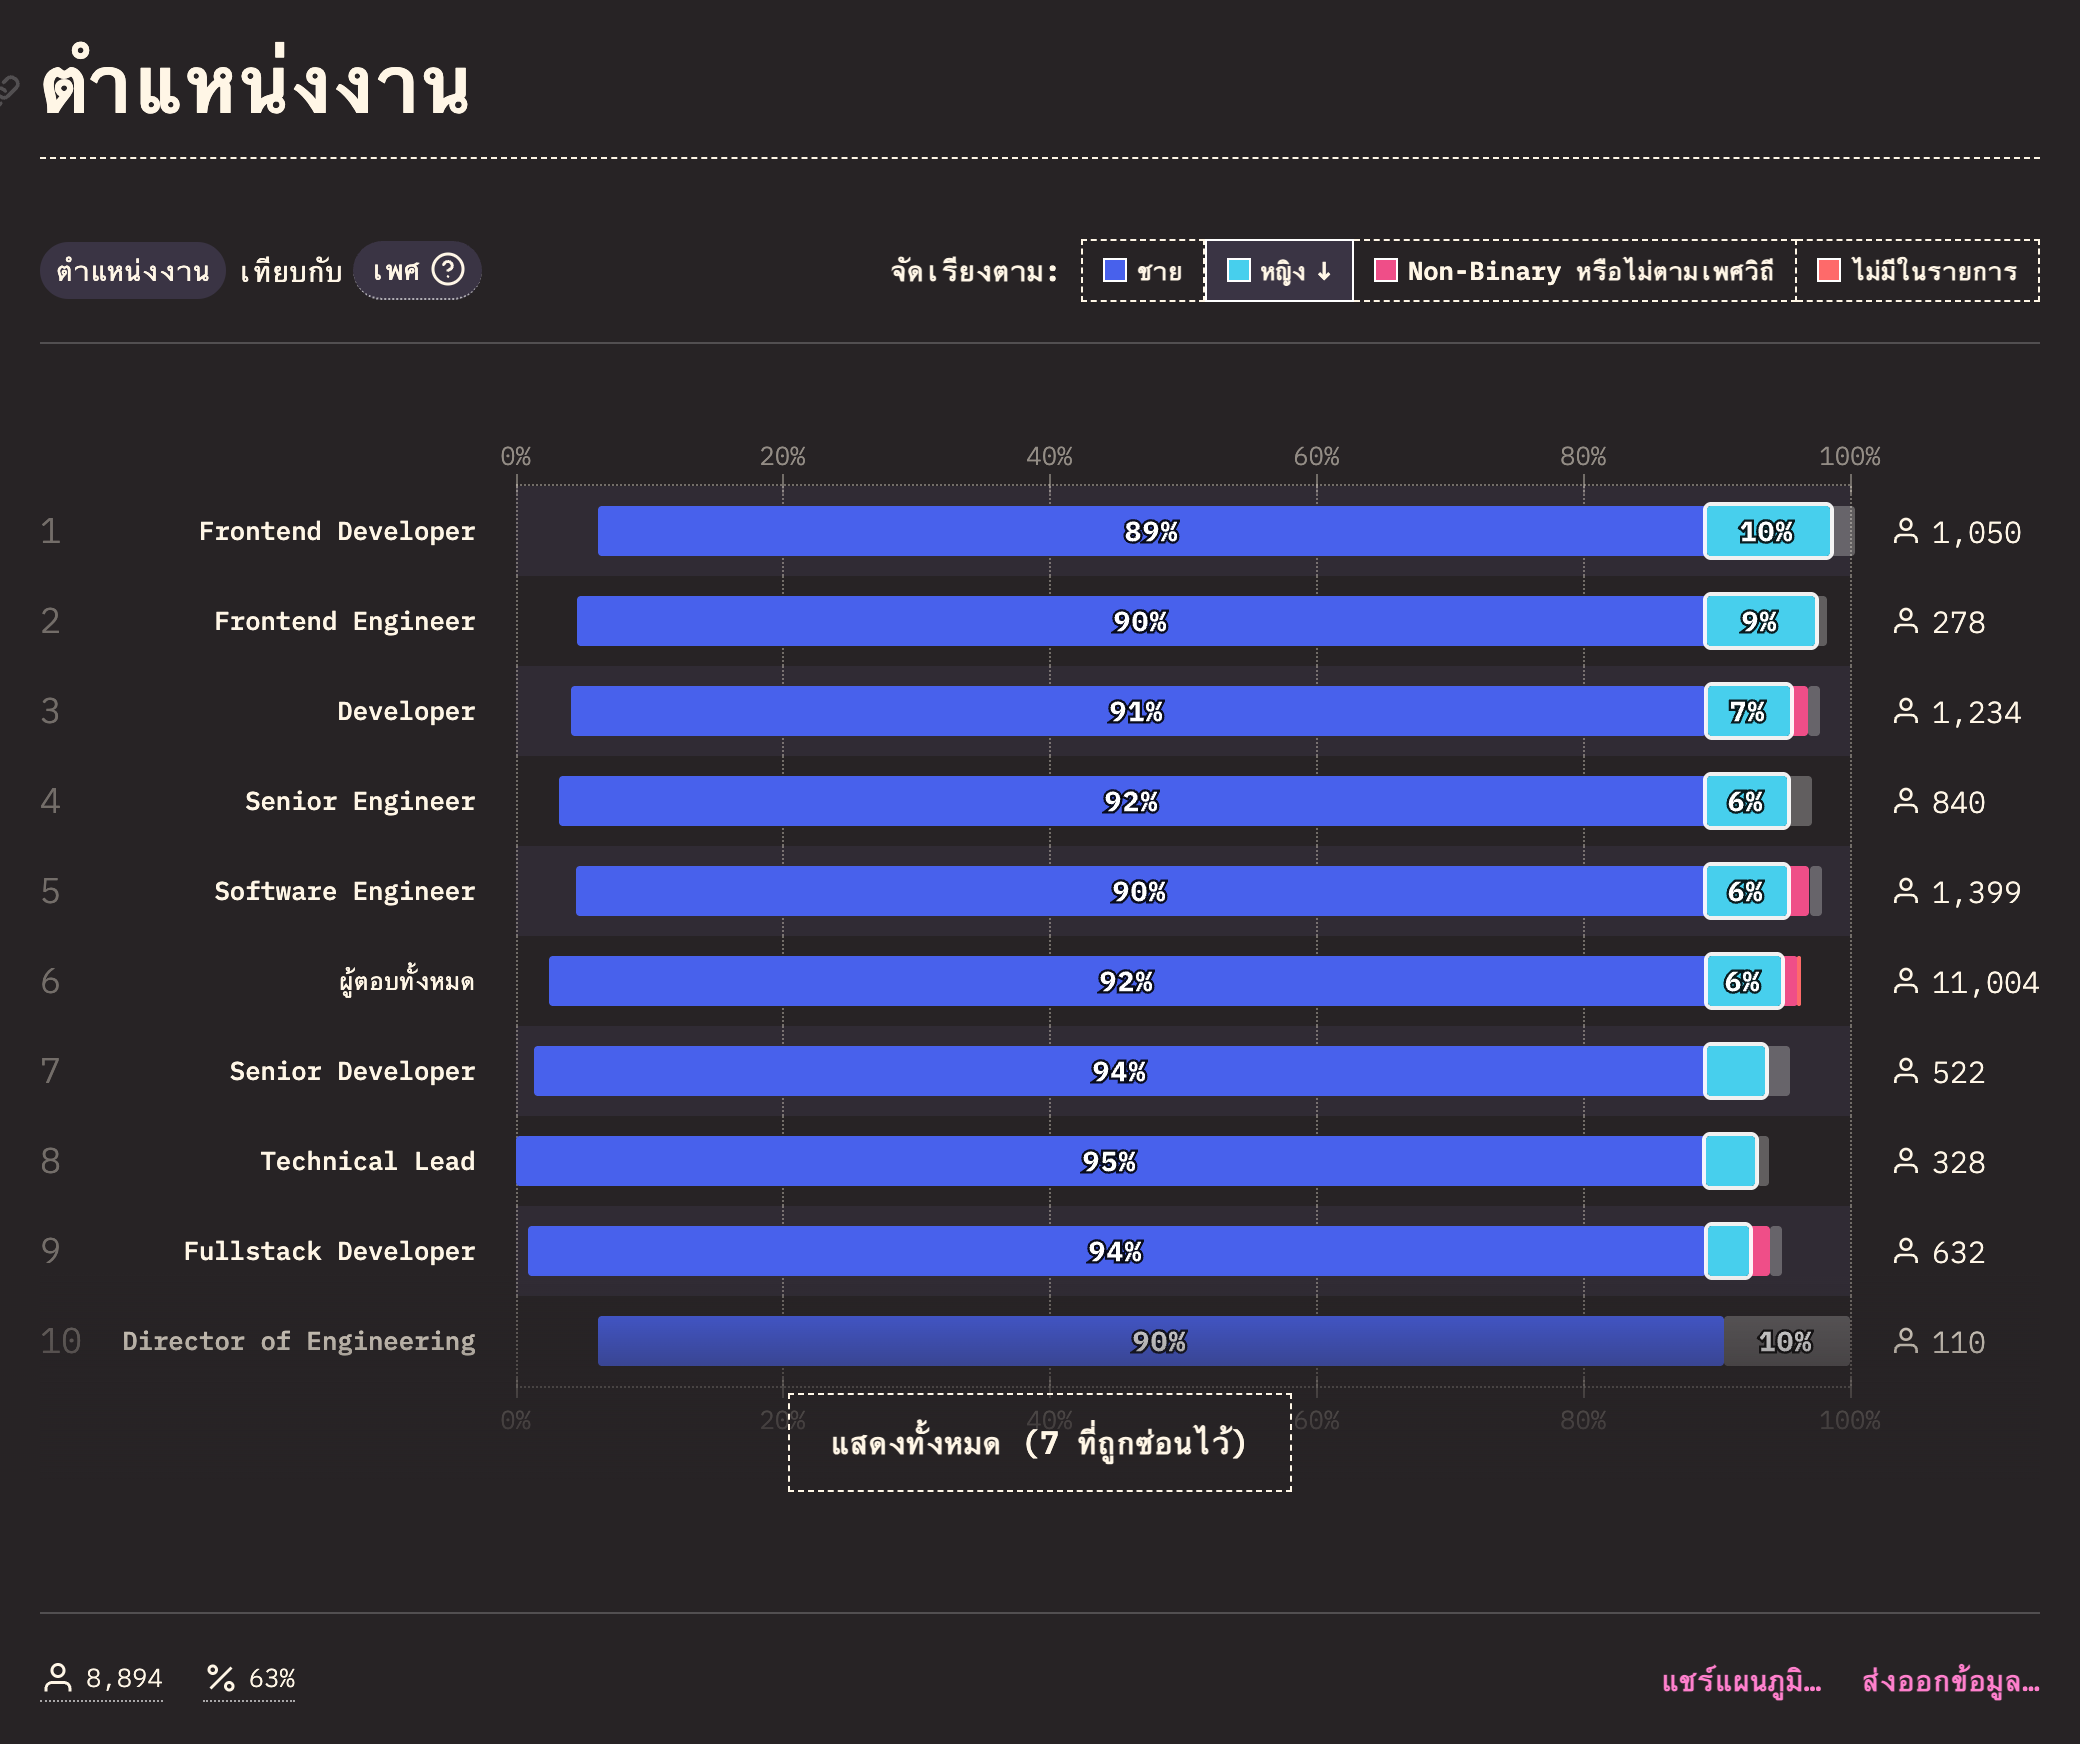 ตำแหน่งงาน
ตำแหน่งงาน เทียบกับ เพศ
จัดเรียงตาม: ชาย หญิง ↓ Non-Binary หรือไม่ตามเพศวิถี ไม่มีในรายการ
0% 20% 40% 60% 80% 100%
1 Frontend Developer 89% 10% 1,050
2 Frontend Engineer 90% 9% 278
3 Developer 91% 7% 1,234
4 Senior Engineer 92% 6% 840
5 Software Engineer 90% 6% 1,399
6 ผู้ตอบทั้งหมด 92% 6% 11,004
7 Senior Developer 94% 522
8 Technical Lead 95% 328
9 Fullstack Developer 94% 632
10 Director of Engineering 90% 10% 110
0% 20% 40% 60% 80% 100%
แสดงทั้งหมด (7 ที่ถูกซ่อนไว้)
8,894 % 63% แชร์แผนภูมิ… ส่งออกข้อมูล…